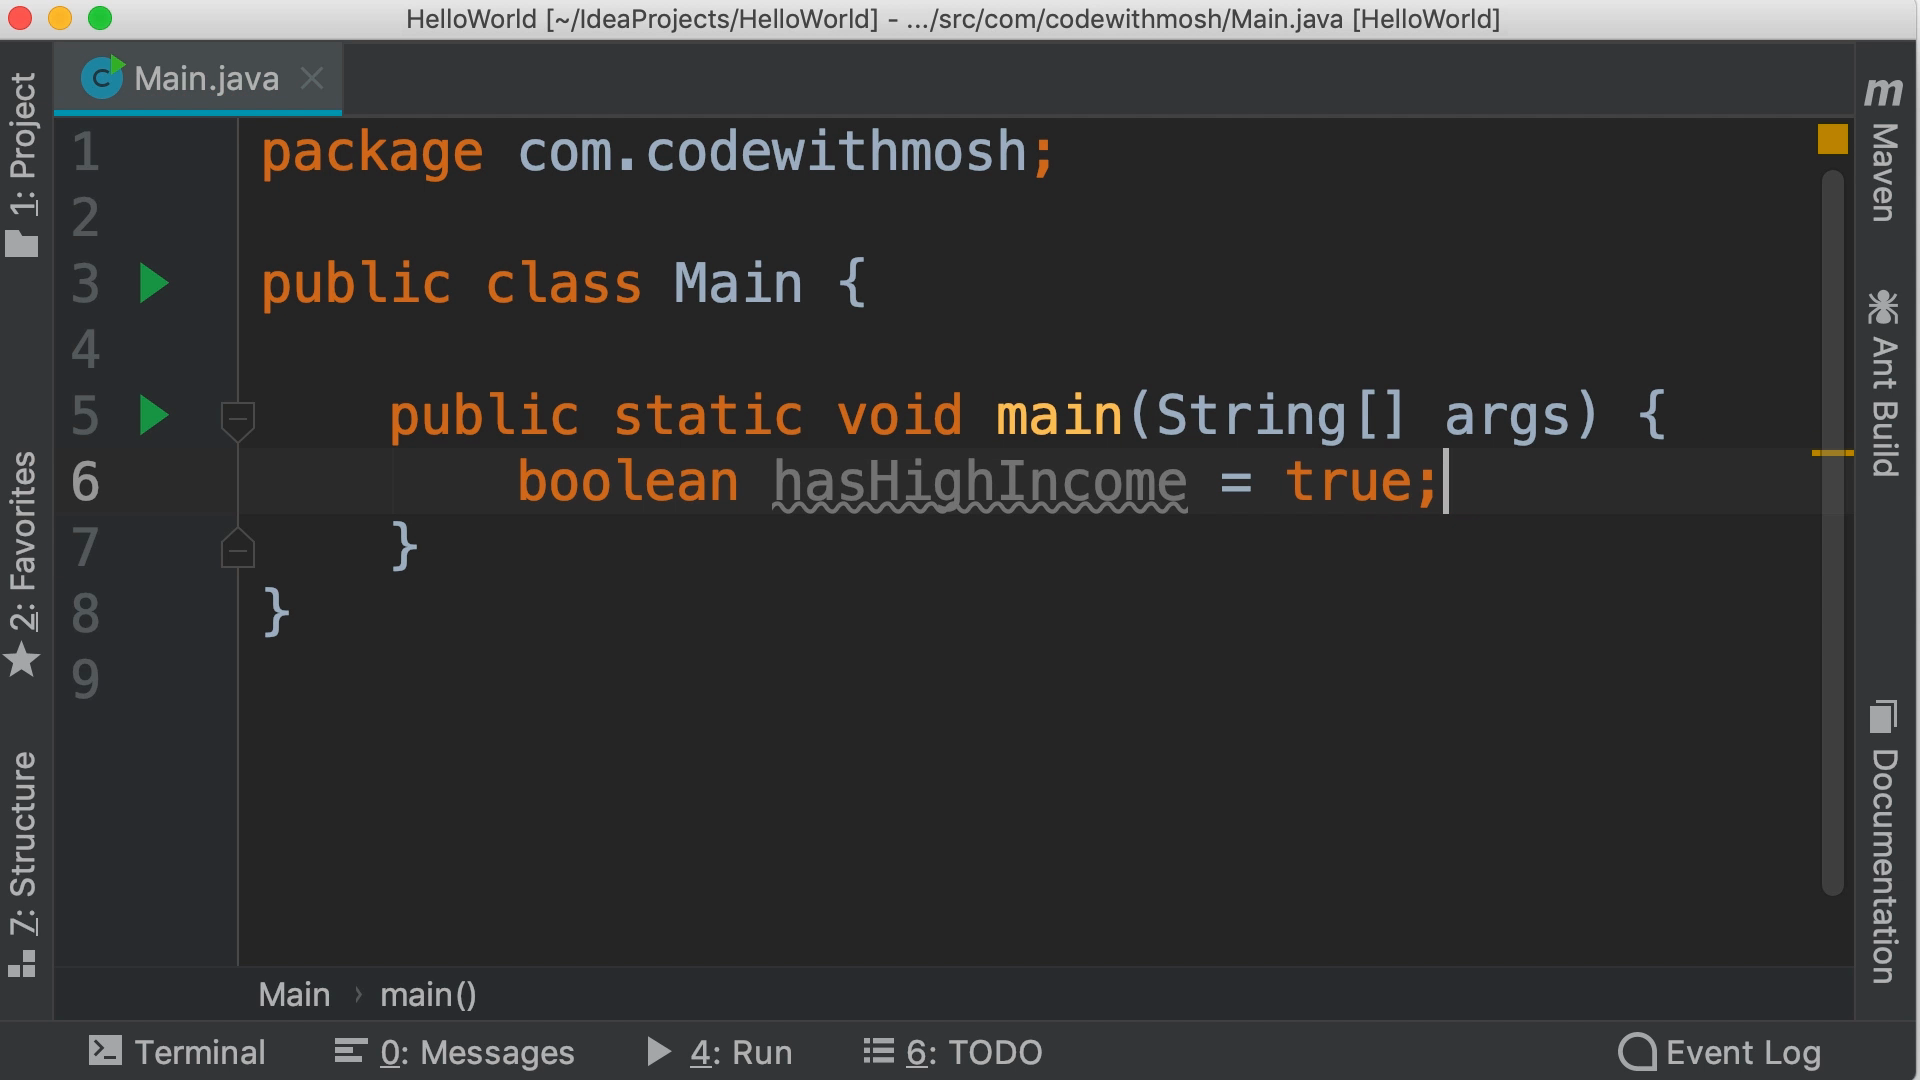 HelloWorld [~/IdeaProjects/HelloWorld] - .../src/com/codewithmosh/Main.java [HelloWorld]
1: Project
2: Favorites
7: Structure
C Main.java
1 package com.codewithmosh;
2
3 public class Main {
4
5 public static void main(String[] args) {
6 boolean hasHighIncome = true;
7 }
8 }
9
Main › main()
m Maven
Ant Build
Documentation
Terminal 0: Messages 4: Run 6: TODO Event Log